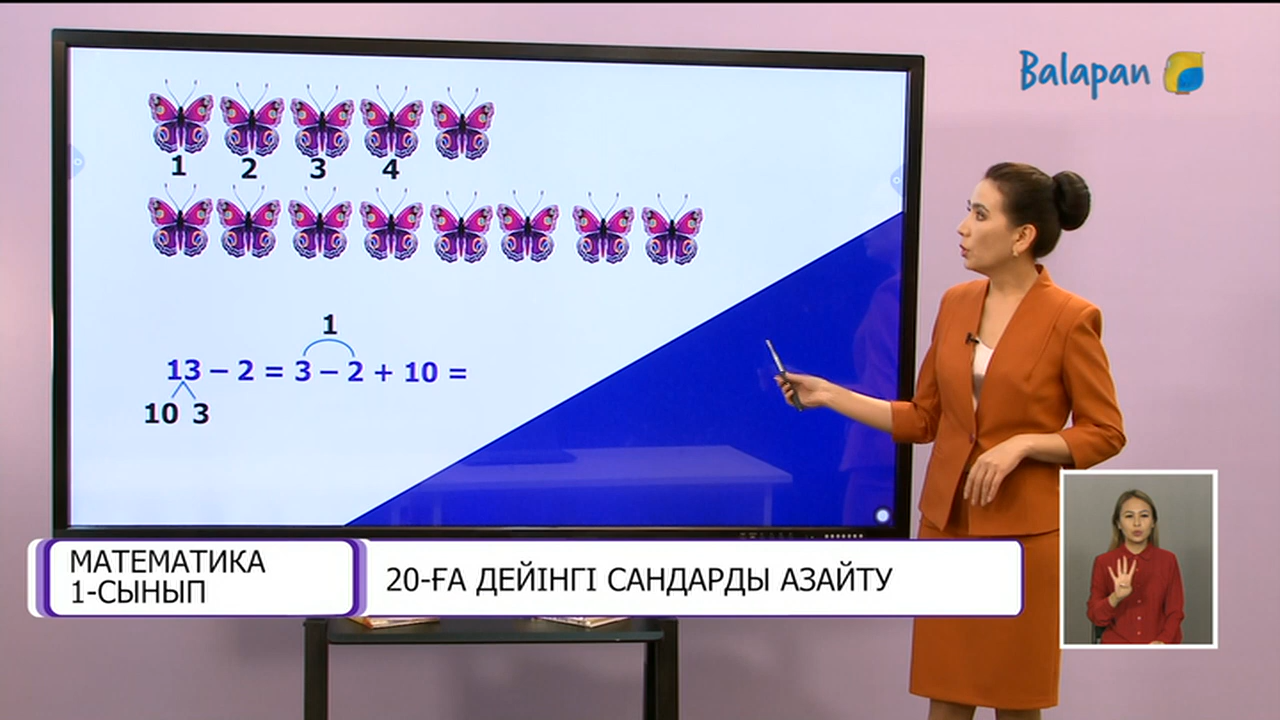 Balapan
1 2 3 4
1
13 – 2 = 3 – 2 + 10 =
10 3
МАТЕМАТИКА
1-СЫНЫП
20-ҒА ДЕЙІНГІ САНДАРДЫ АЗАЙТУ